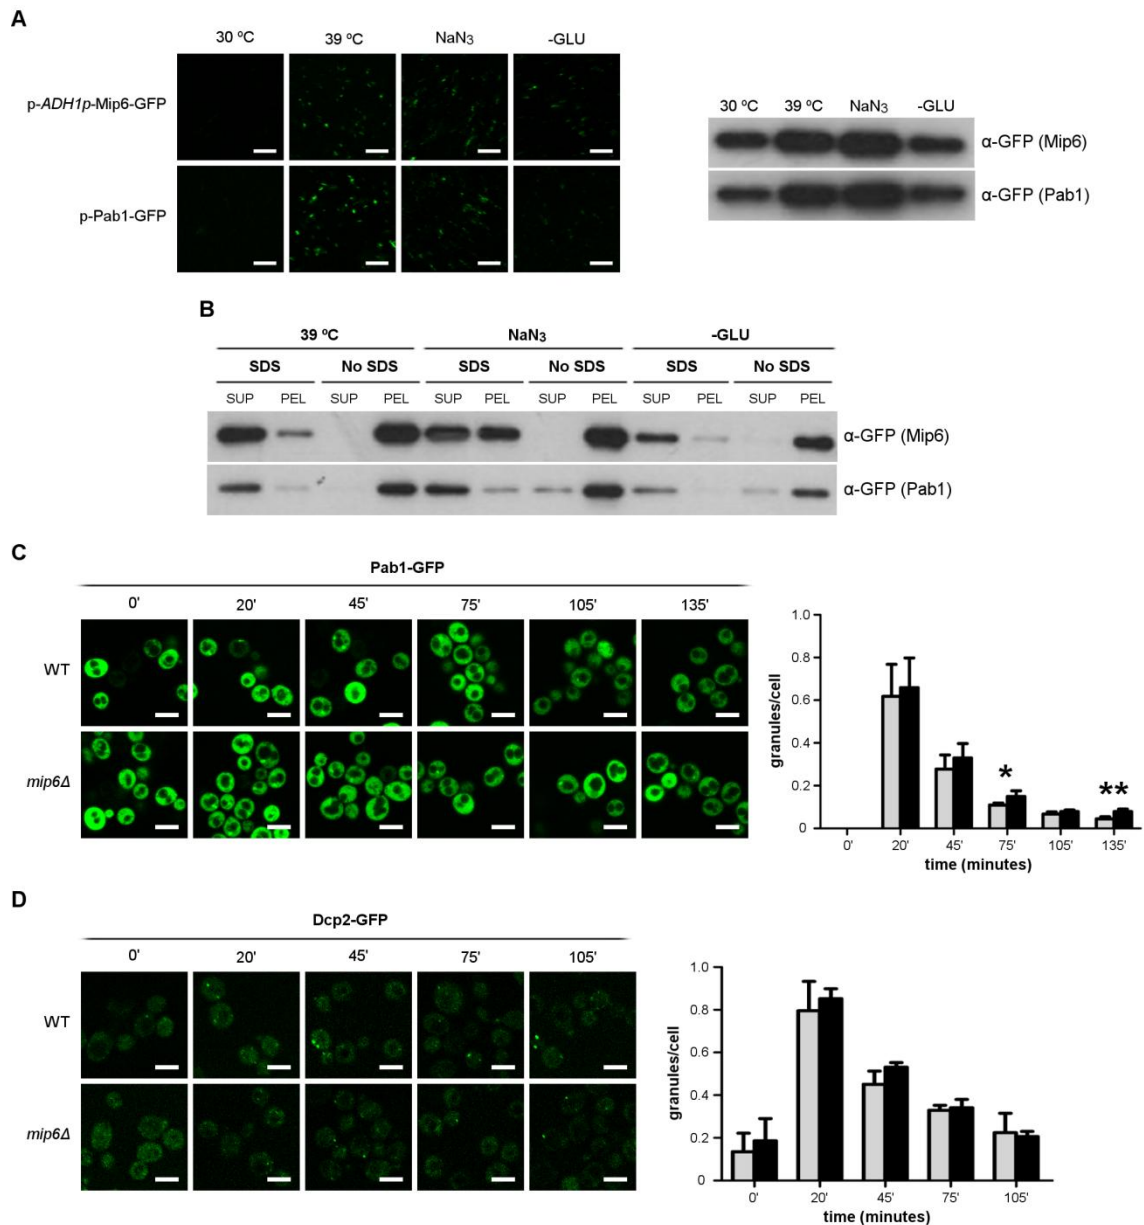 A
30 ºC 39 ºC NaN3 -GLU
p-ADH1p-Mip6-GFP
p-Pab1-GFP
30 ºC 39 ºC NaN3 -GLU
α-GFP (Mip6)
α-GFP (Pab1)
B
39 ºC NaN3 -GLU
SDS No SDS SDS No SDS SDS No SDS
SUP PEL SUP PEL SUP PEL SUP PEL SUP PEL SUP PEL
α-GFP (Mip6)
α-GFP (Pab1)
C
Pab1-GFP
0' 20' 45' 75' 105' 135'
WT
mip6Δ
granules/cell
1.0
0.8
0.6
0.4
0.2
0
* **
0' 20' 45' 75' 105' 135'
time (minutes)
D
Dcp2-GFP
0' 20' 45' 75' 105'
WT
mip6Δ
granules/cell
1.0
0.8
0.6
0.4
0.2
0
0' 20' 45' 75' 105'
time (minutes)